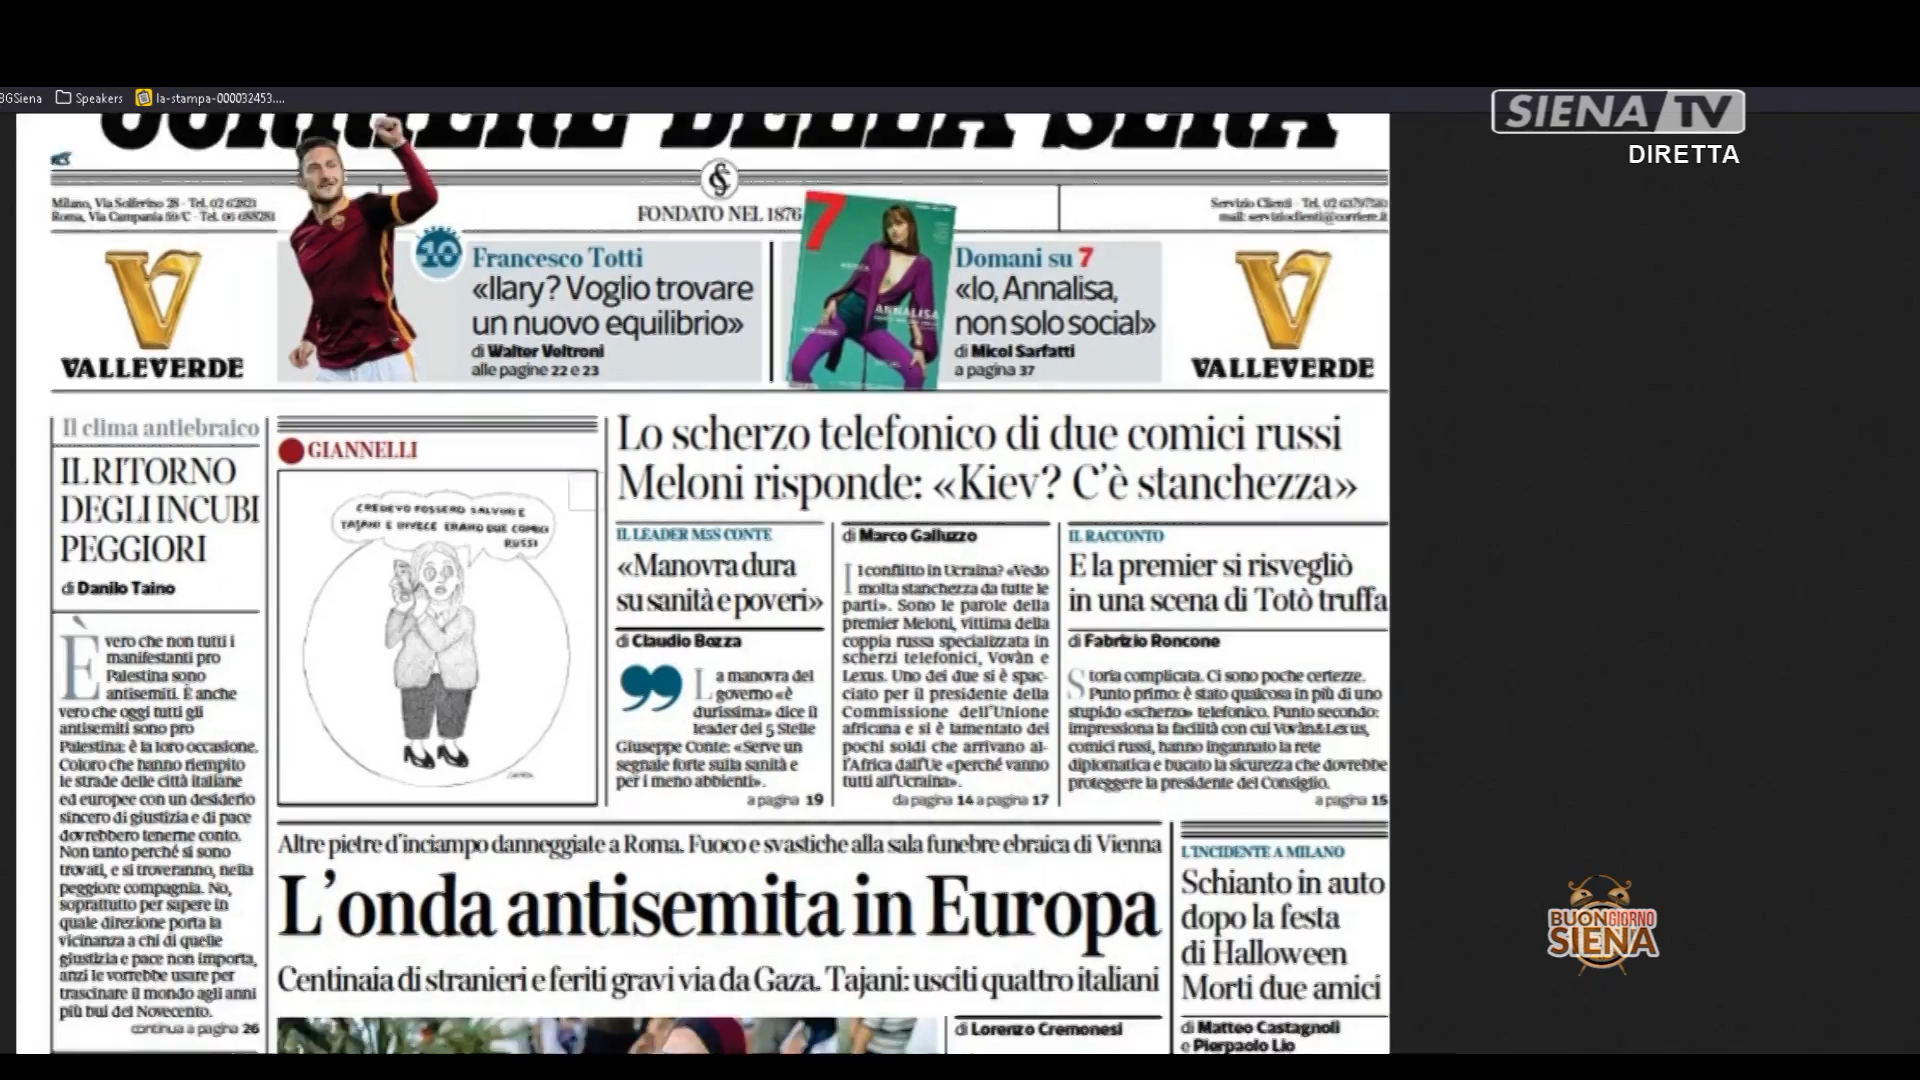 BGSiena Speakers la-stampa-000032453....
SIENA TV
DIRETTA
CORRIERE DELLA SERA
Milano, Via Solferino 28 - Tel. 02 62821
Roma, Via Campania 59/C - Tel. 06 688281
FONDATO NEL 1876
Servizio Clienti - Tel. 02 63797510
mail: servizioclienti@corriere.it
VALLEVERDE
10
Francesco Totti
«Ilary? Voglio trovare
un nuovo equilibrio»
di Walter Veltroni
alle pagine 22 e 23
7
ANNALISA
Domani su 7
«Io, Annalisa,
non solo social»
di Micol Sarfatti
a pagina 37
VALLEVERDE
Il clima antiebraico
IL RITORNO
DEGLI INCUBI
PEGGIORI
di Danilo Taino
È vero che non tutti i
manifestanti pro
Palestina sono
antisemiti. È anche
vero che oggi tutti gli
antisemiti sono pro
Palestina: è la loro occasione.
Coloro che hanno riempito
le strade delle città italiane
ed europee con un desiderio
sincero di giustizia e di pace
dovrebbero tenerne conto.
Non tanto perché si sono
trovati, e si troveranno, nella
peggiore compagnia. No,
soprattutto per sapere in
quale direzione porta la
vicinanza a chi di quelle
giustizia e pace non importa,
anzi le vorrebbe usare per
trascinare il mondo agli anni
più bui del Novecento.
continua a pagina 26
GIANNELLI
CREDEVO FOSSERO SALVINI E
TAJANI E INVECE ERANO DUE COMICI
RUSSI
Lo scherzo telefonico di due comici russi
Meloni risponde: «Kiev? C'è stanchezza»
IL LEADER M5S CONTE
«Manovra dura
su sanità e poveri»
di Claudio Bozza
La manovra del
governo «è
durissima» dice il
leader dei 5 Stelle
Giuseppe Conte: «Serve un
segnale forte sulla sanità e
per i meno abbienti».
a pagina 19
di Marco Galluzzo
Il conflitto in Ucraina? «Vedo
molta stanchezza da tutte le
parti». Sono le parole della
premier Meloni, vittima della
coppia russa specializzata in
scherzi telefonici, Vovàn e
Lexus. Uno dei due si è spac-
ciato per il presidente della
Commissione dell'Unione
africana e si è lamentato dei
pochi soldi che arrivano al-
l'Africa dall'Ue «perché vanno
tutti all'Ucraina».
da pagina 14 a pagina 17
IL RACCONTO
E la premier si risvegliò
in una scena di Totò truffa
di Fabrizio Roncone
Storia complicata. Ci sono poche certezze.
Punto primo: è stato qualcosa in più di uno
stupido «scherzo» telefonico. Punto secondo:
impressiona la facilità con cui Vovàn&Lexus,
comici russi, hanno ingannato la rete
diplomatica e bucato la sicurezza che dovrebbe
proteggere la presidente del Consiglio.
a pagina 15
Altre pietre d'inciampo danneggiate a Roma. Fuoco e svastiche alla sala funebre ebraica di Vienna
L'onda antisemita in Europa
Centinaia di stranieri e feriti gravi via da Gaza. Tajani: usciti quattro italiani
di Lorenzo Cremonesi
L'INCIDENTE A MILANO
Schianto in auto
dopo la festa
di Halloween
Morti due amici
di Matteo Castagnoli
e Pierpaolo Lio
BUONGIORNO
SIENA